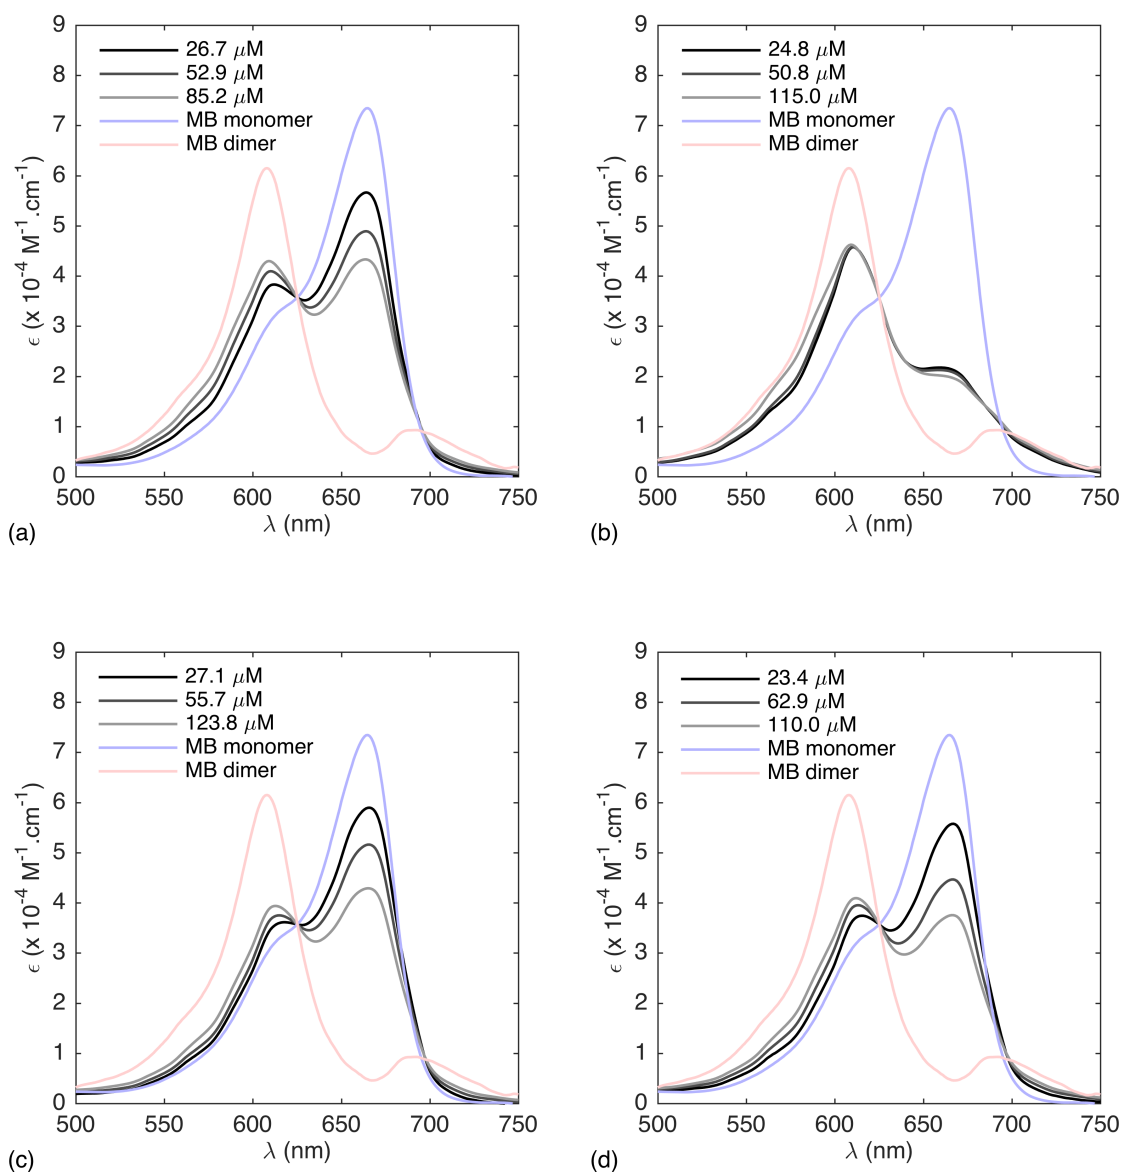 9
8
7
6
5
4
3
2
1
0
500 550 600 650 700 750
λ (nm)
ϵ (x 10⁻⁴ M⁻¹.cm⁻¹)
26.7 μM
52.9 μM
85.2 μM
MB monomer
MB dimer
(a)
9
8
7
6
5
4
3
2
1
0
500 550 600 650 700 750
λ (nm)
ϵ (x 10⁻⁴ M⁻¹.cm⁻¹)
24.8 μM
50.8 μM
115.0 μM
MB monomer
MB dimer
(b)
9
8
7
6
5
4
3
2
1
0
500 550 600 650 700 750
λ (nm)
ϵ (x 10⁻⁴ M⁻¹.cm⁻¹)
27.1 μM
55.7 μM
123.8 μM
MB monomer
MB dimer
(c)
9
8
7
6
5
4
3
2
1
0
500 550 600 650 700 750
λ (nm)
ϵ (x 10⁻⁴ M⁻¹.cm⁻¹)
23.4 μM
62.9 μM
110.0 μM
MB monomer
MB dimer
(d)